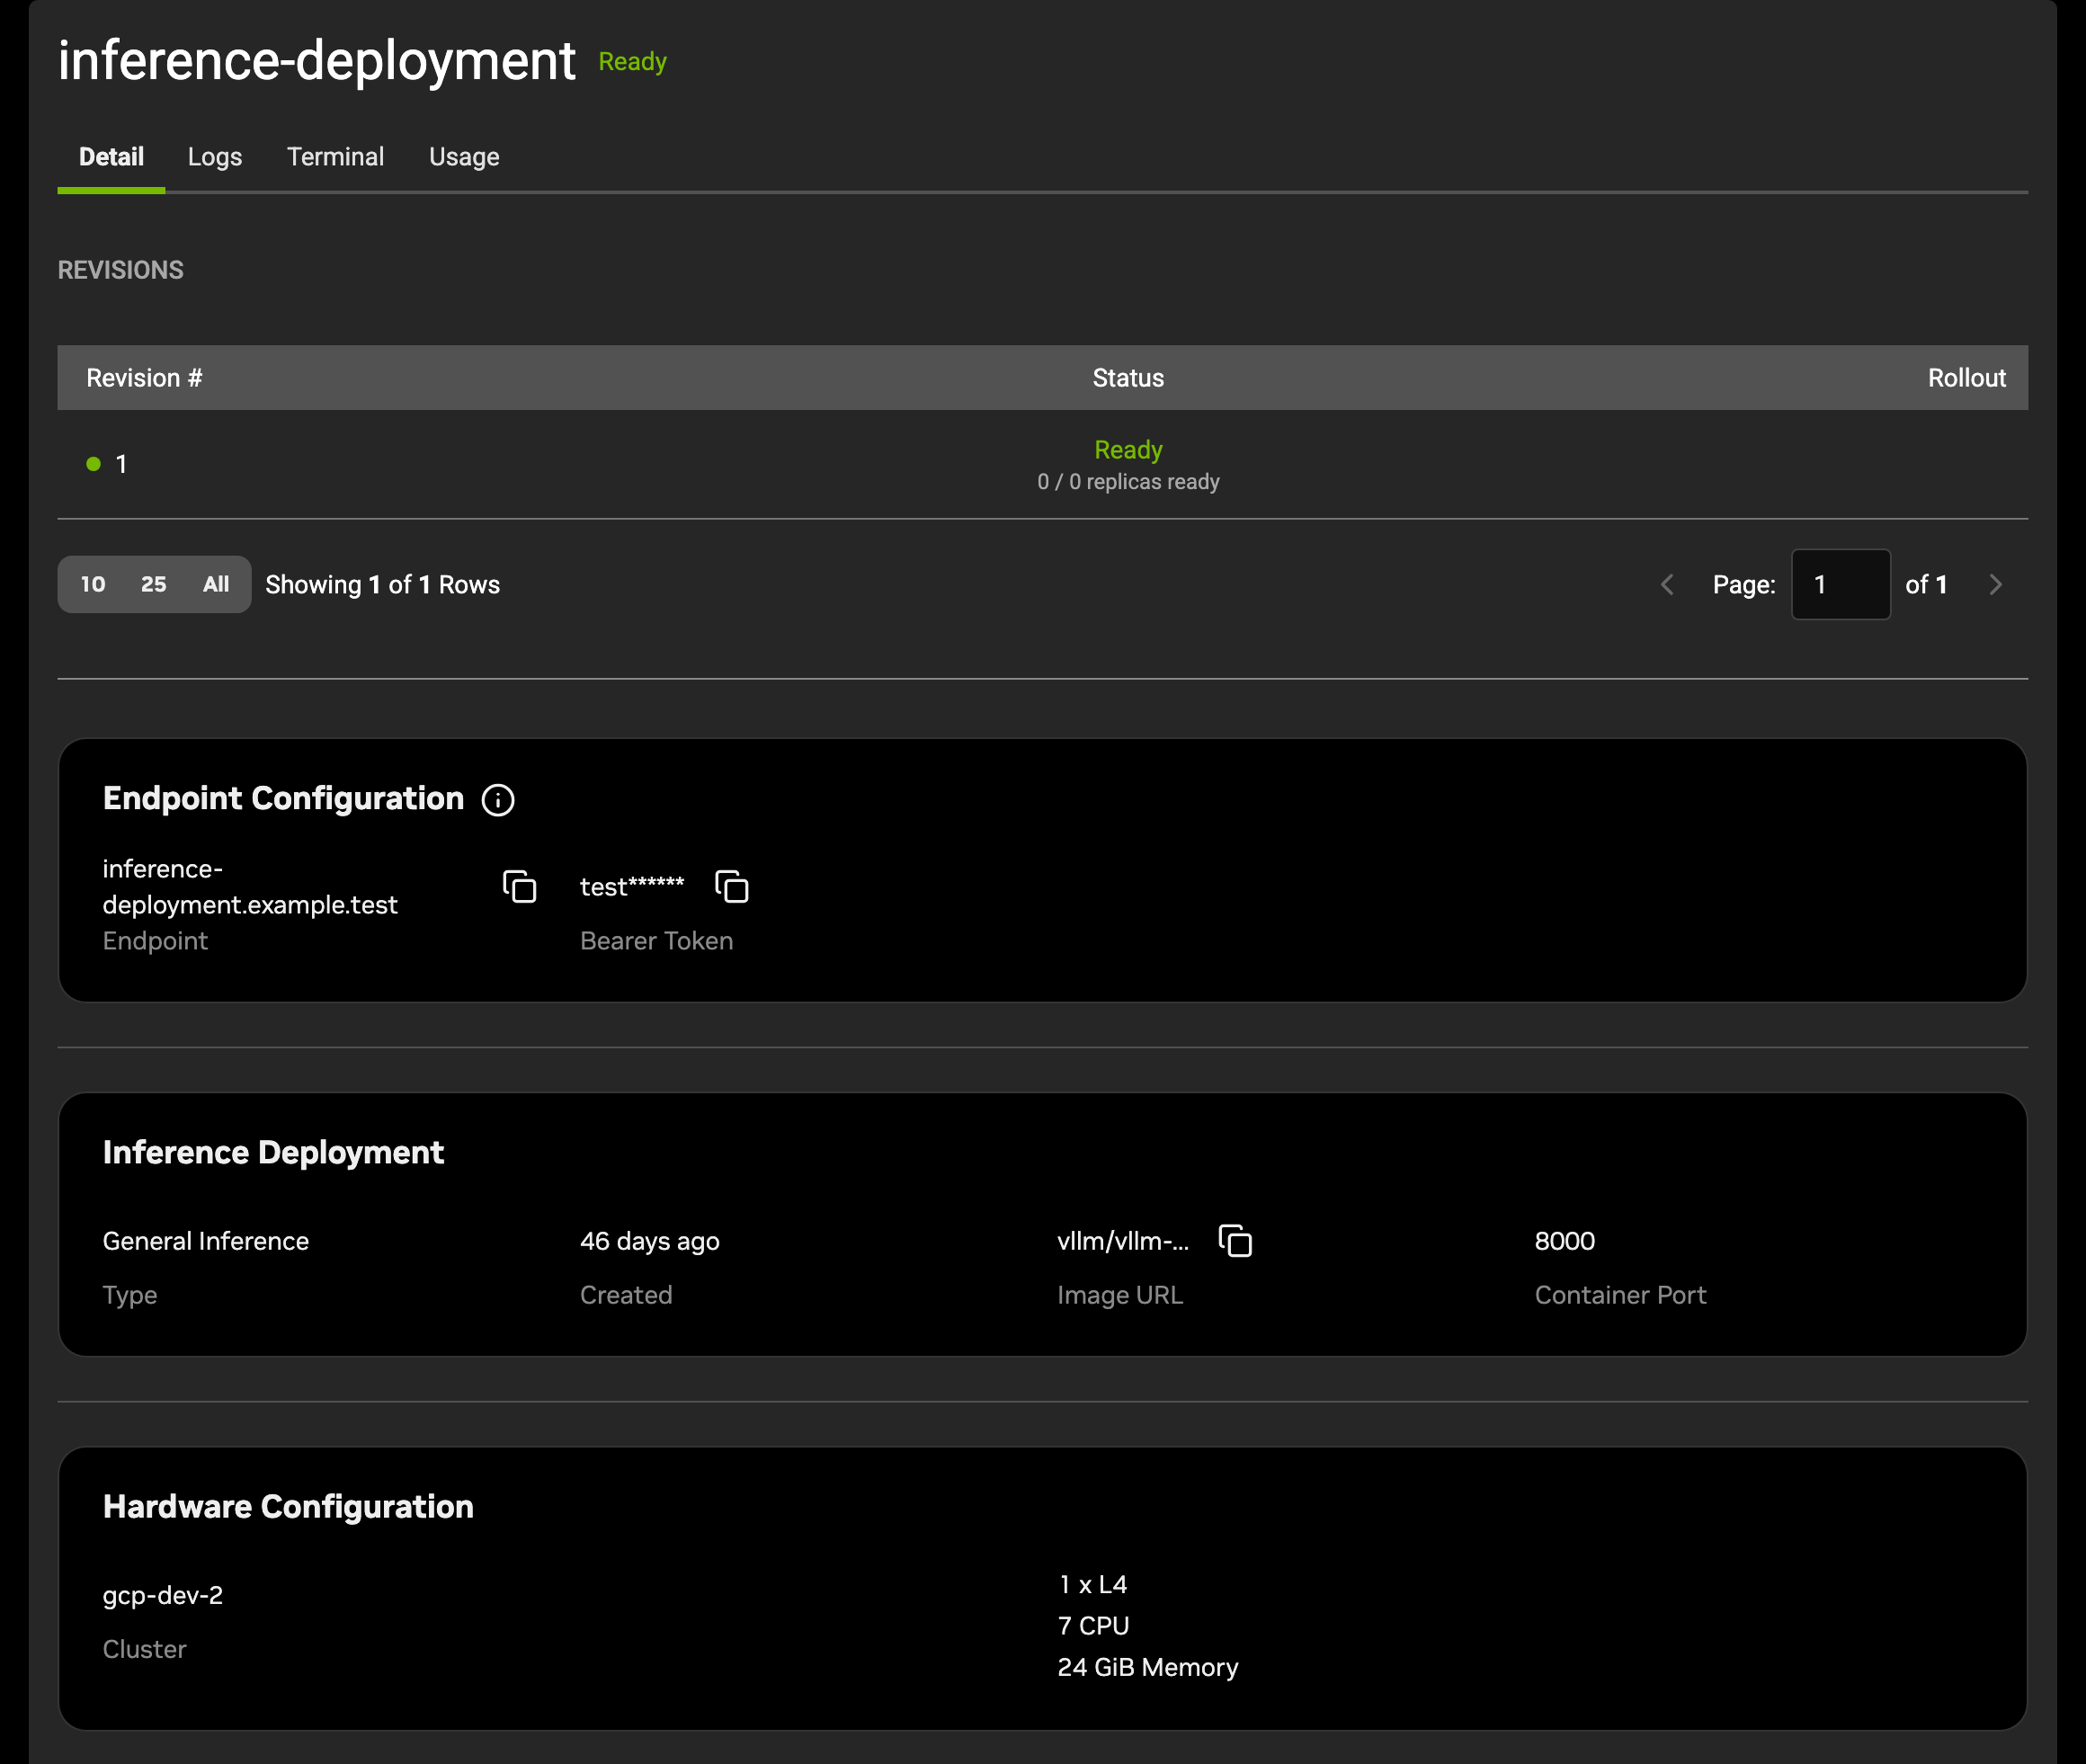 inference-deployment Ready
Detail Logs Terminal Usage
REVISIONS
Revision # Status Rollout
1 Ready
0 / 0 replicas ready
10 25 All Showing 1 of 1 Rows Page: 1 of 1
Endpoint Configuration
inference-
deployment.example.test
Endpoint
test******
Bearer Token
Inference Deployment
General Inference
Type
46 days ago
Created
vllm/vllm-...
Image URL
8000
Container Port
Hardware Configuration
gcp-dev-2
Cluster
1 x L4
7 CPU
24 GiB Memory